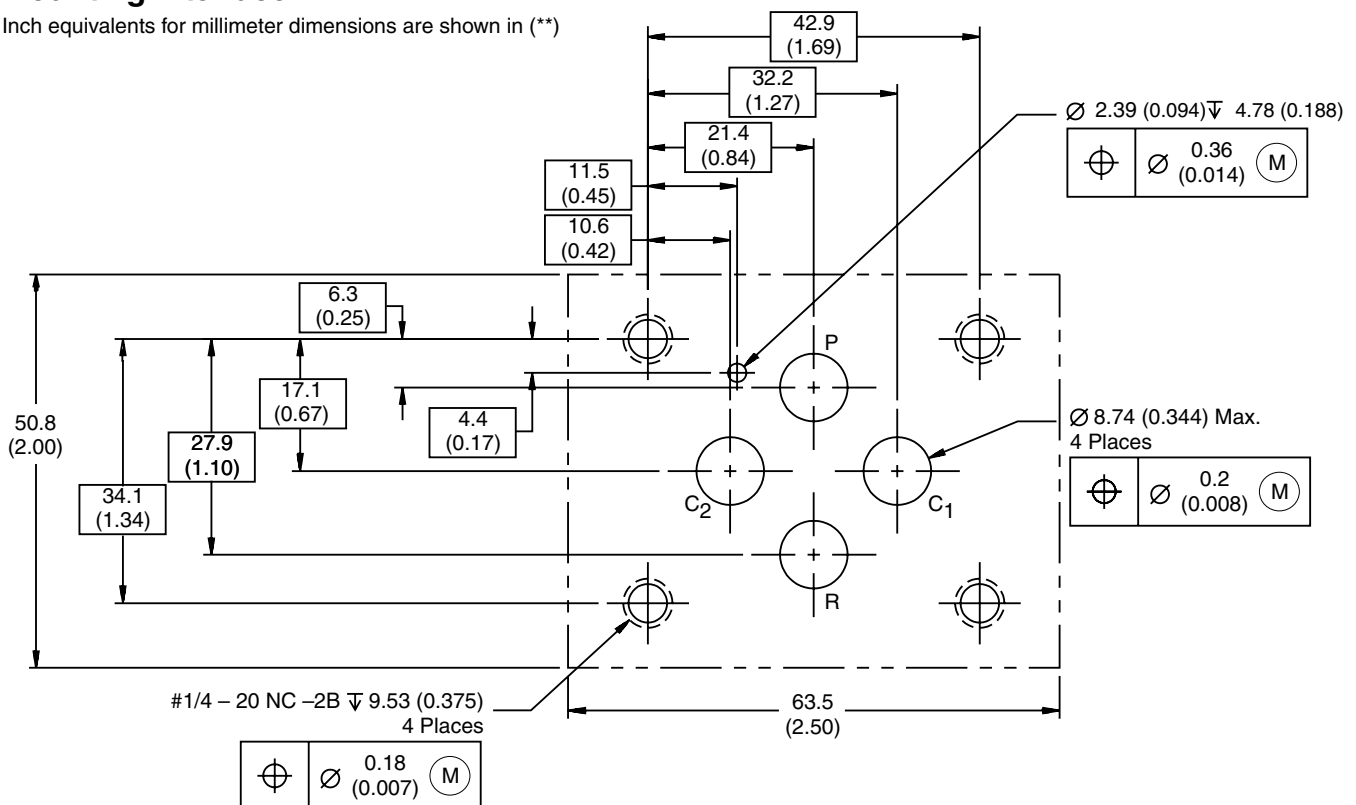 Inch equivalents for millimeter dimensions are shown in (**)
42.9
(1.69)
32.2
(1.27)
⌀ 2.39 (0.094)↧ 4.78 (0.188)
21.4
(0.84)
⌖ ⌀ 0.36
(0.014) Ⓜ
11.5
(0.45)
10.6
(0.42)
6.3
(0.25)
P
17.1
(0.67)
4.4
(0.17)
50.8
(2.00)
27.9
(1.10)
⌀ 8.74 (0.344) Max.
4 Places
⌖ ⌀ 0.2
(0.008) Ⓜ
34.1
(1.34)
C2
C1
R
#1/4 – 20 NC –2B ↧ 9.53 (0.375)
4 Places
63.5
(2.50)
⌖ ⌀ 0.18
(0.007) Ⓜ